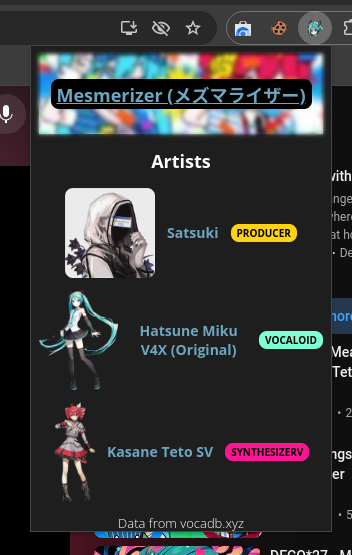 Mesmerizer (メズマライザー)
Artists
Satsuki
PRODUCER
Hatsune Miku
V4X (Original)
VOCALOID
Kasane Teto SV
SYNTHESIZERV
Data from vocadb.xyz